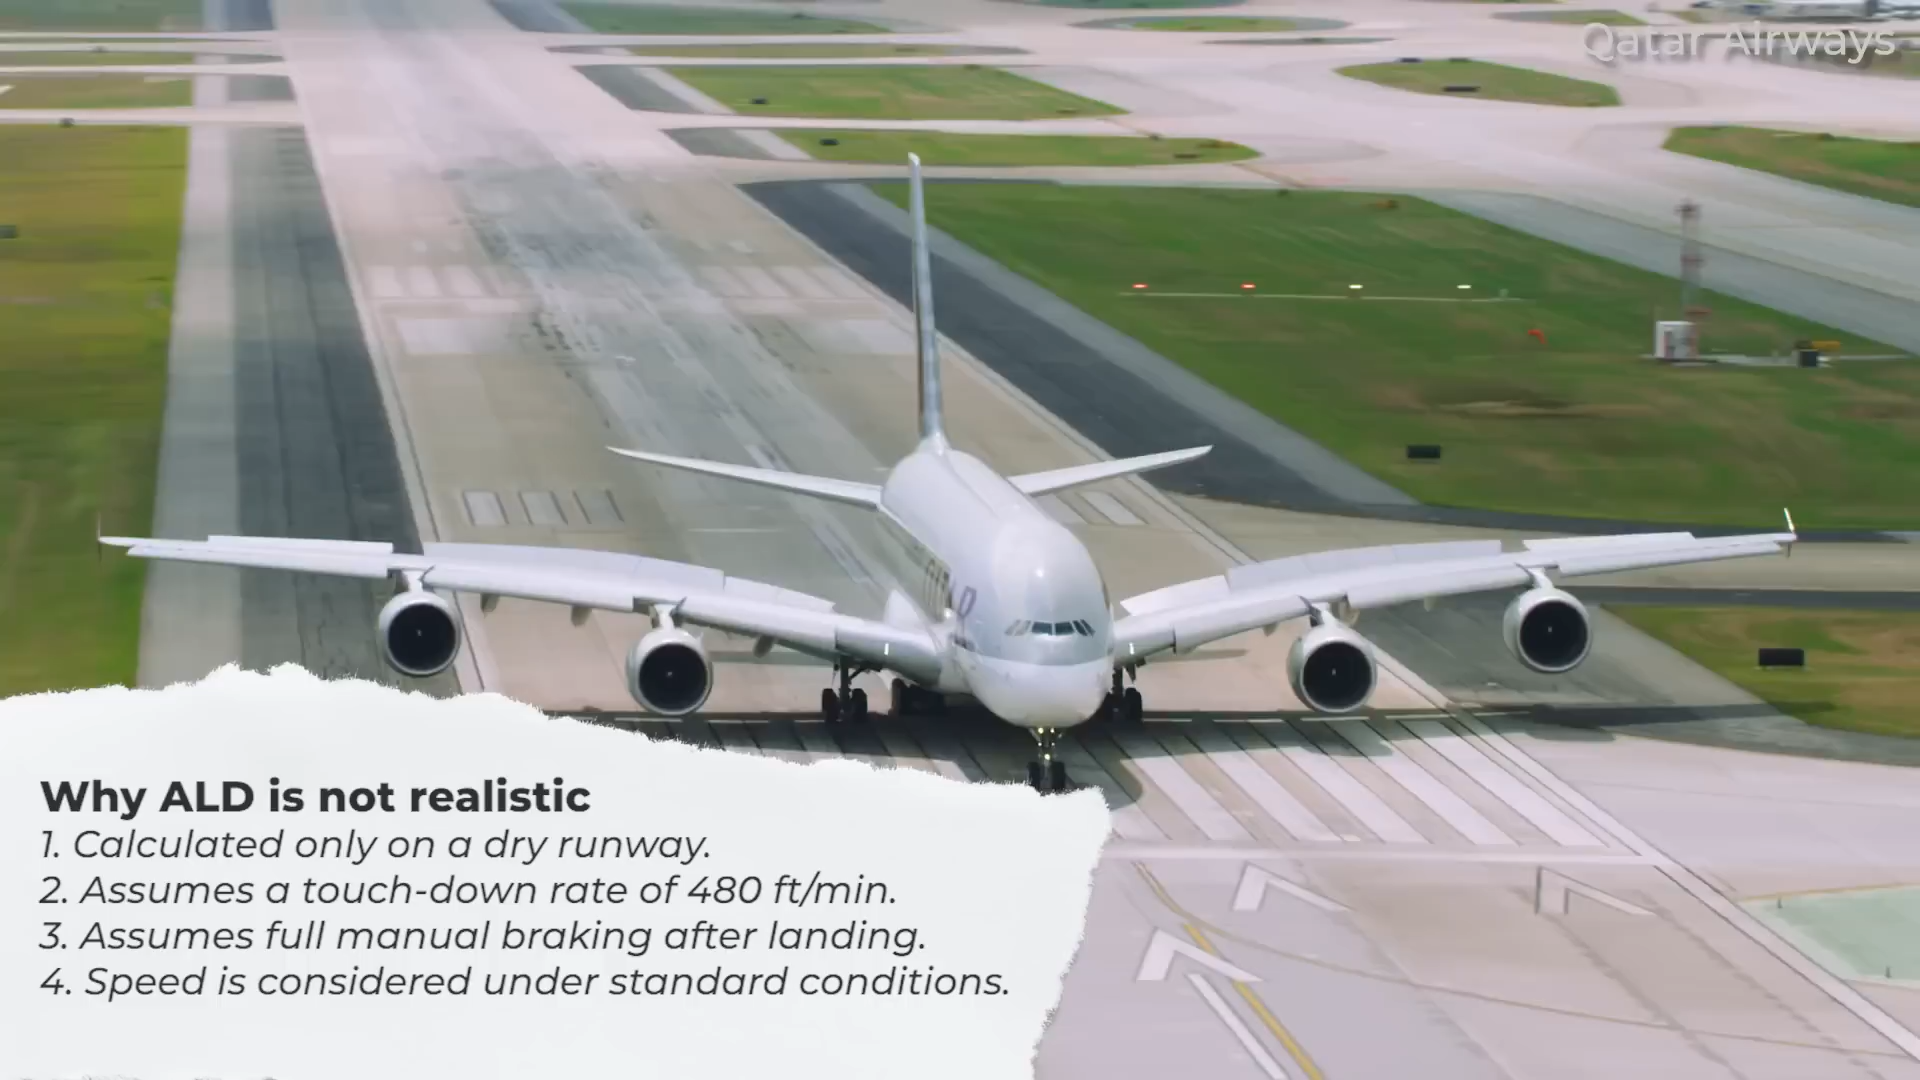 Qatar Airways
Why ALD is not realistic
1. Calculated only on a dry runway.
2. Assumes a touch-down rate of 480 ft/min.
3. Assumes full manual braking after landing.
4. Speed is considered under standard conditions.